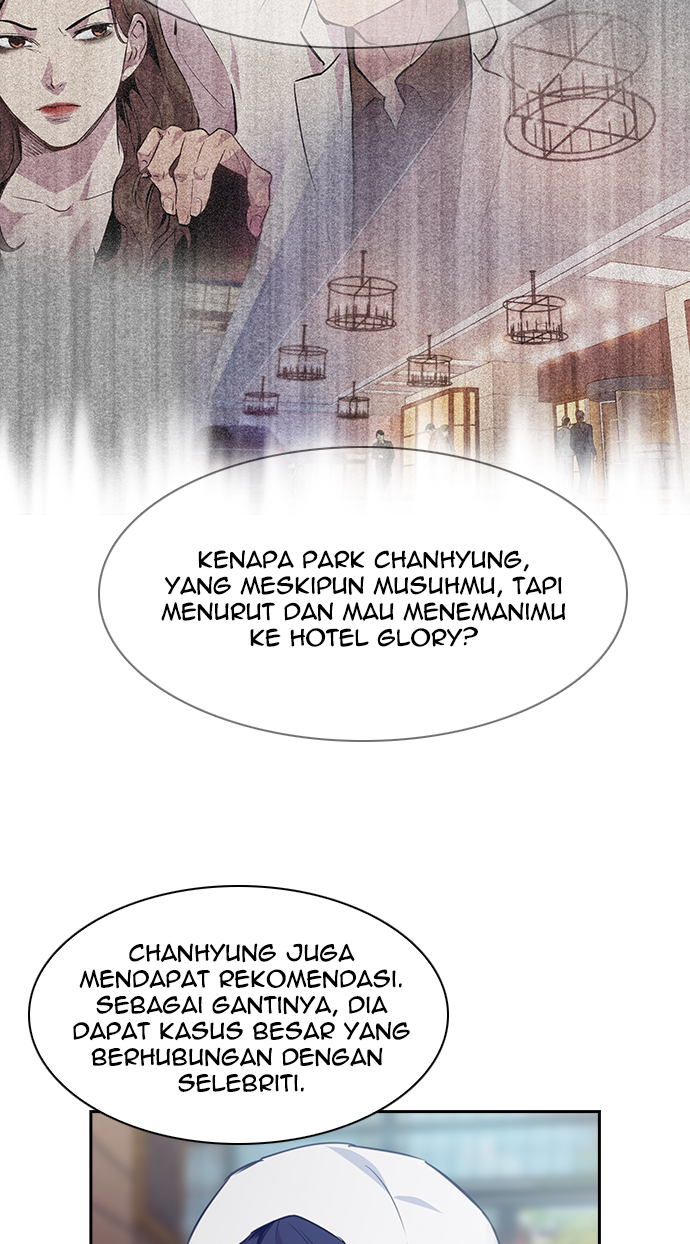 KENAPA PARK CHANHYUNG,
YANG MESKIPUN MUSUHMU, TAPI
MENURUT DAN MAU MENEMANIMU
KE HOTEL GLORY?
CHANHYUNG JUGA
MENDAPAT REKOMENDASI.
SEBAGAI GANTINYA, DIA
DAPAT KASUS BESAR YANG
BERHUBUNGAN DENGAN
SELEBRITI.